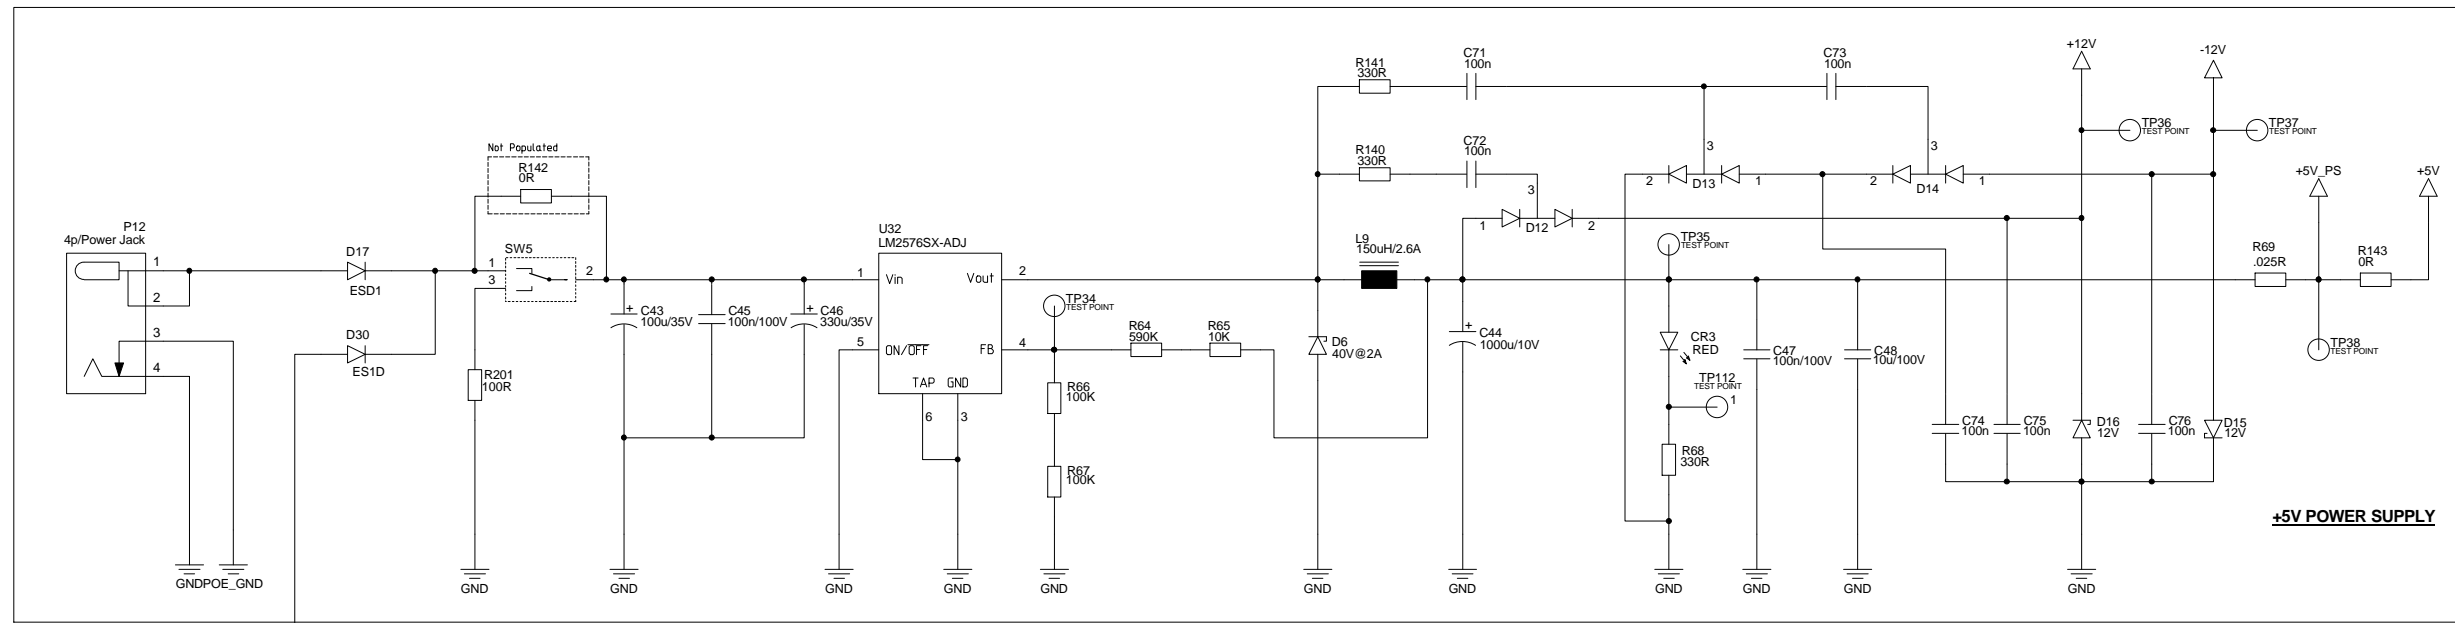 P12
4p/Power Jack
1
2
3
4
GND
POE_GND
D17
ESD1
D30
ES1D
Not Populated
R142
0R
SW5
1
3
2
R201
100R
GND
C43
100u/35V
C45
100n/100V
C46
330u/35V
GND
U32
LM2576SX-ADJ
1
Vin
Vout
2
5
ON/OFF
FB
4
TAP GND
6
3
GND
GND
TP34
TEST POINT
R64
590K
R65
10K
R66
100K
R67
100K
GND
R141
330R
C71
100n
R140
330R
C72
100n
L9
150uH/2.6A
D6
40V@2A
GND
3
1
D12
2
C44
1000u/10V
GND
C73
100n
3
2
D13
1
3
2
D14
1
TP35
TEST POINT
CR3
RED
TP112
TEST POINT
1
R68
330R
GND
C47
100n/100V
GND
C48
10u/100V
GND
+12V
-12V
TP36
TEST POINT
TP37
TEST POINT
C74
100n
C75
100n
D16
12V
C76
100n
D15
12V
GND
R69
.025R
+5V_PS
R143
0R
+5V
TP38
TEST POINT
+5V POWER SUPPLY